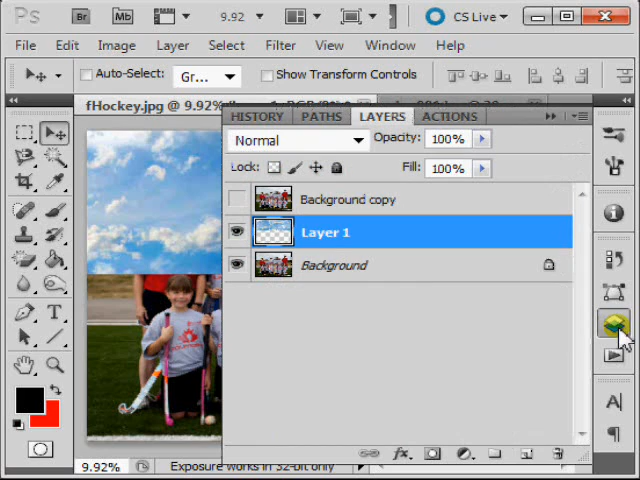 Ps Br Mb 9.92 CS Live
File Edit Image Layer Select Filter View Window Help
Auto-Select: Gr... Show Transform Controls
fHockey.jpg @ 9.92%
HISTORY PATHS LAYERS ACTIONS
Normal Opacity: 100%
Lock: Fill: 100%
Background copy
Layer 1
Background
T
A
fx
9.92% Exposure works in 32-bit only